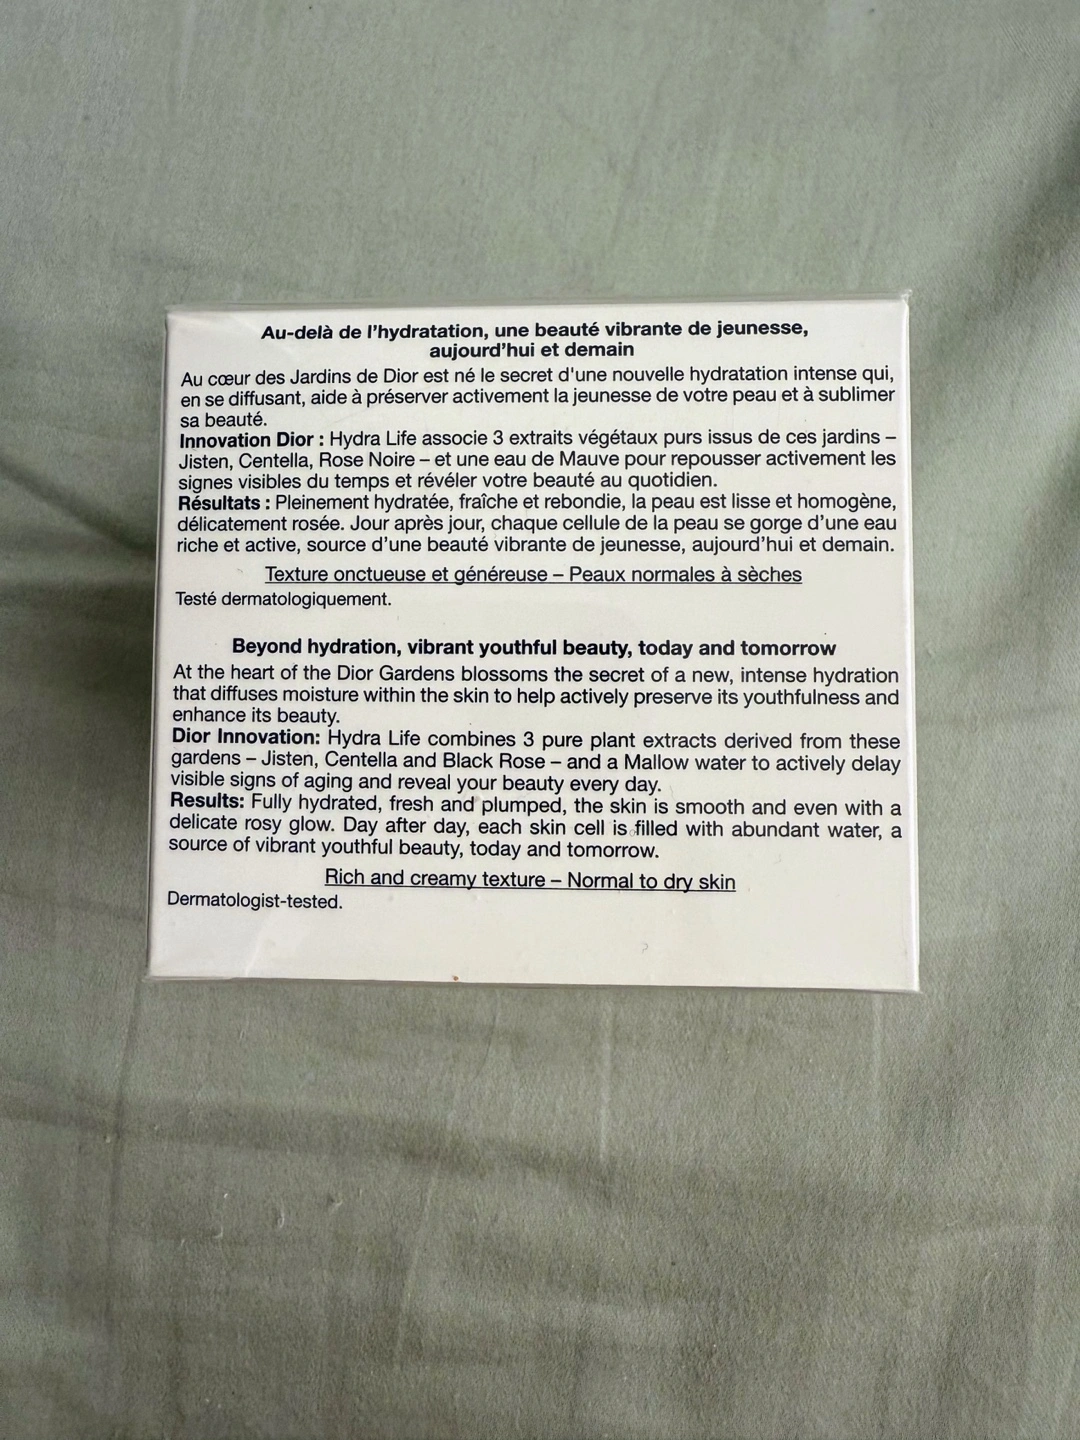 Au-delà de l'hydratation, une beauté vibrante de jeunesse,
aujourd'hui et demain
Au cœur des Jardins de Dior est né le secret d'une nouvelle hydratation intense qui,
en se diffusant, aide à préserver activement la jeunesse de votre peau et à sublimer
sa beauté.
Innovation Dior : Hydra Life associe 3 extraits végétaux purs issus de ces jardins –
Jisten, Centella, Rose Noire – et une eau de Mauve pour repousser activement les
signes visibles du temps et révéler votre beauté au quotidien.
Résultats : Pleinement hydratée, fraîche et rebondie, la peau est lisse et homogène,
délicatement rosée. Jour après jour, chaque cellule de la peau se gorge d'une eau
riche et active, source d'une beauté vibrante de jeunesse, aujourd'hui et demain.
Texture onctueuse et généreuse – Peaux normales à sèches
Testé dermatologiquement.
Beyond hydration, vibrant youthful beauty, today and tomorrow
At the heart of the Dior Gardens blossoms the secret of a new, intense hydration
that diffuses moisture within the skin to help actively preserve its youthfulness and
enhance its beauty.
Dior Innovation: Hydra Life combines 3 pure plant extracts derived from these
gardens – Jisten, Centella and Black Rose – and a Mallow water to actively delay
visible signs of aging and reveal your beauty every day.
Results: Fully hydrated, fresh and plumped, the skin is smooth and even with a
delicate rosy glow. Day after day, each skin cell is filled with abundant water, a
source of vibrant youthful beauty, today and tomorrow.
Rich and creamy texture – Normal to dry skin
Dermatologist-tested.